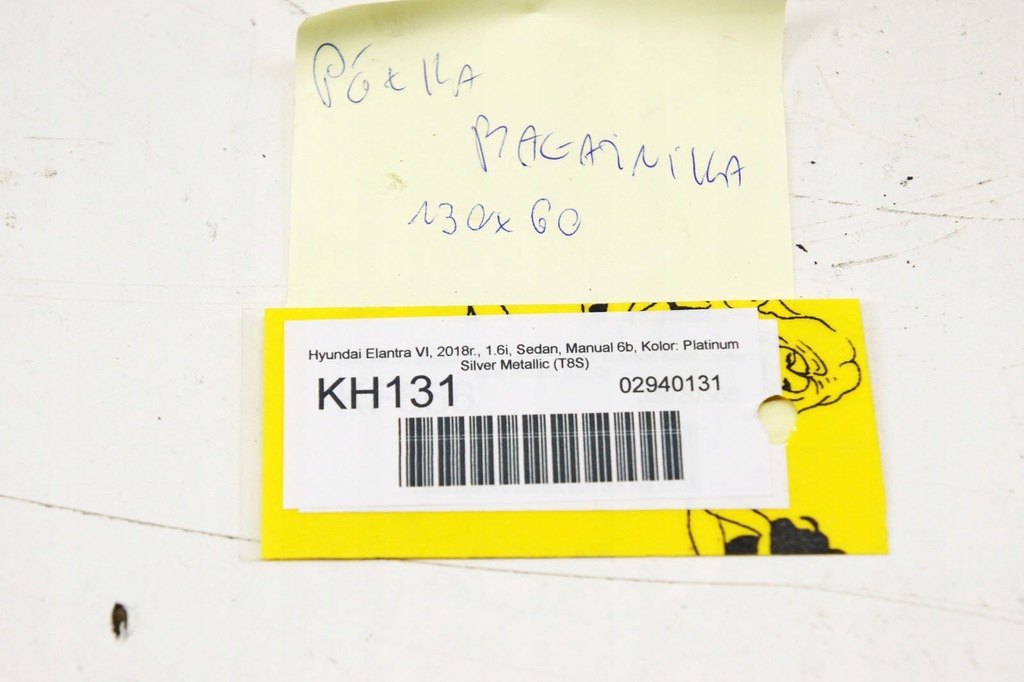 PÓŁKA
BAGAŻNIKA
130x60
Hyundai Elantra VI, 2018r., 1.6i, Sedan, Manual 6b, Kolor: Platinum
Silver Metallic (T8S)
KH131 02940131